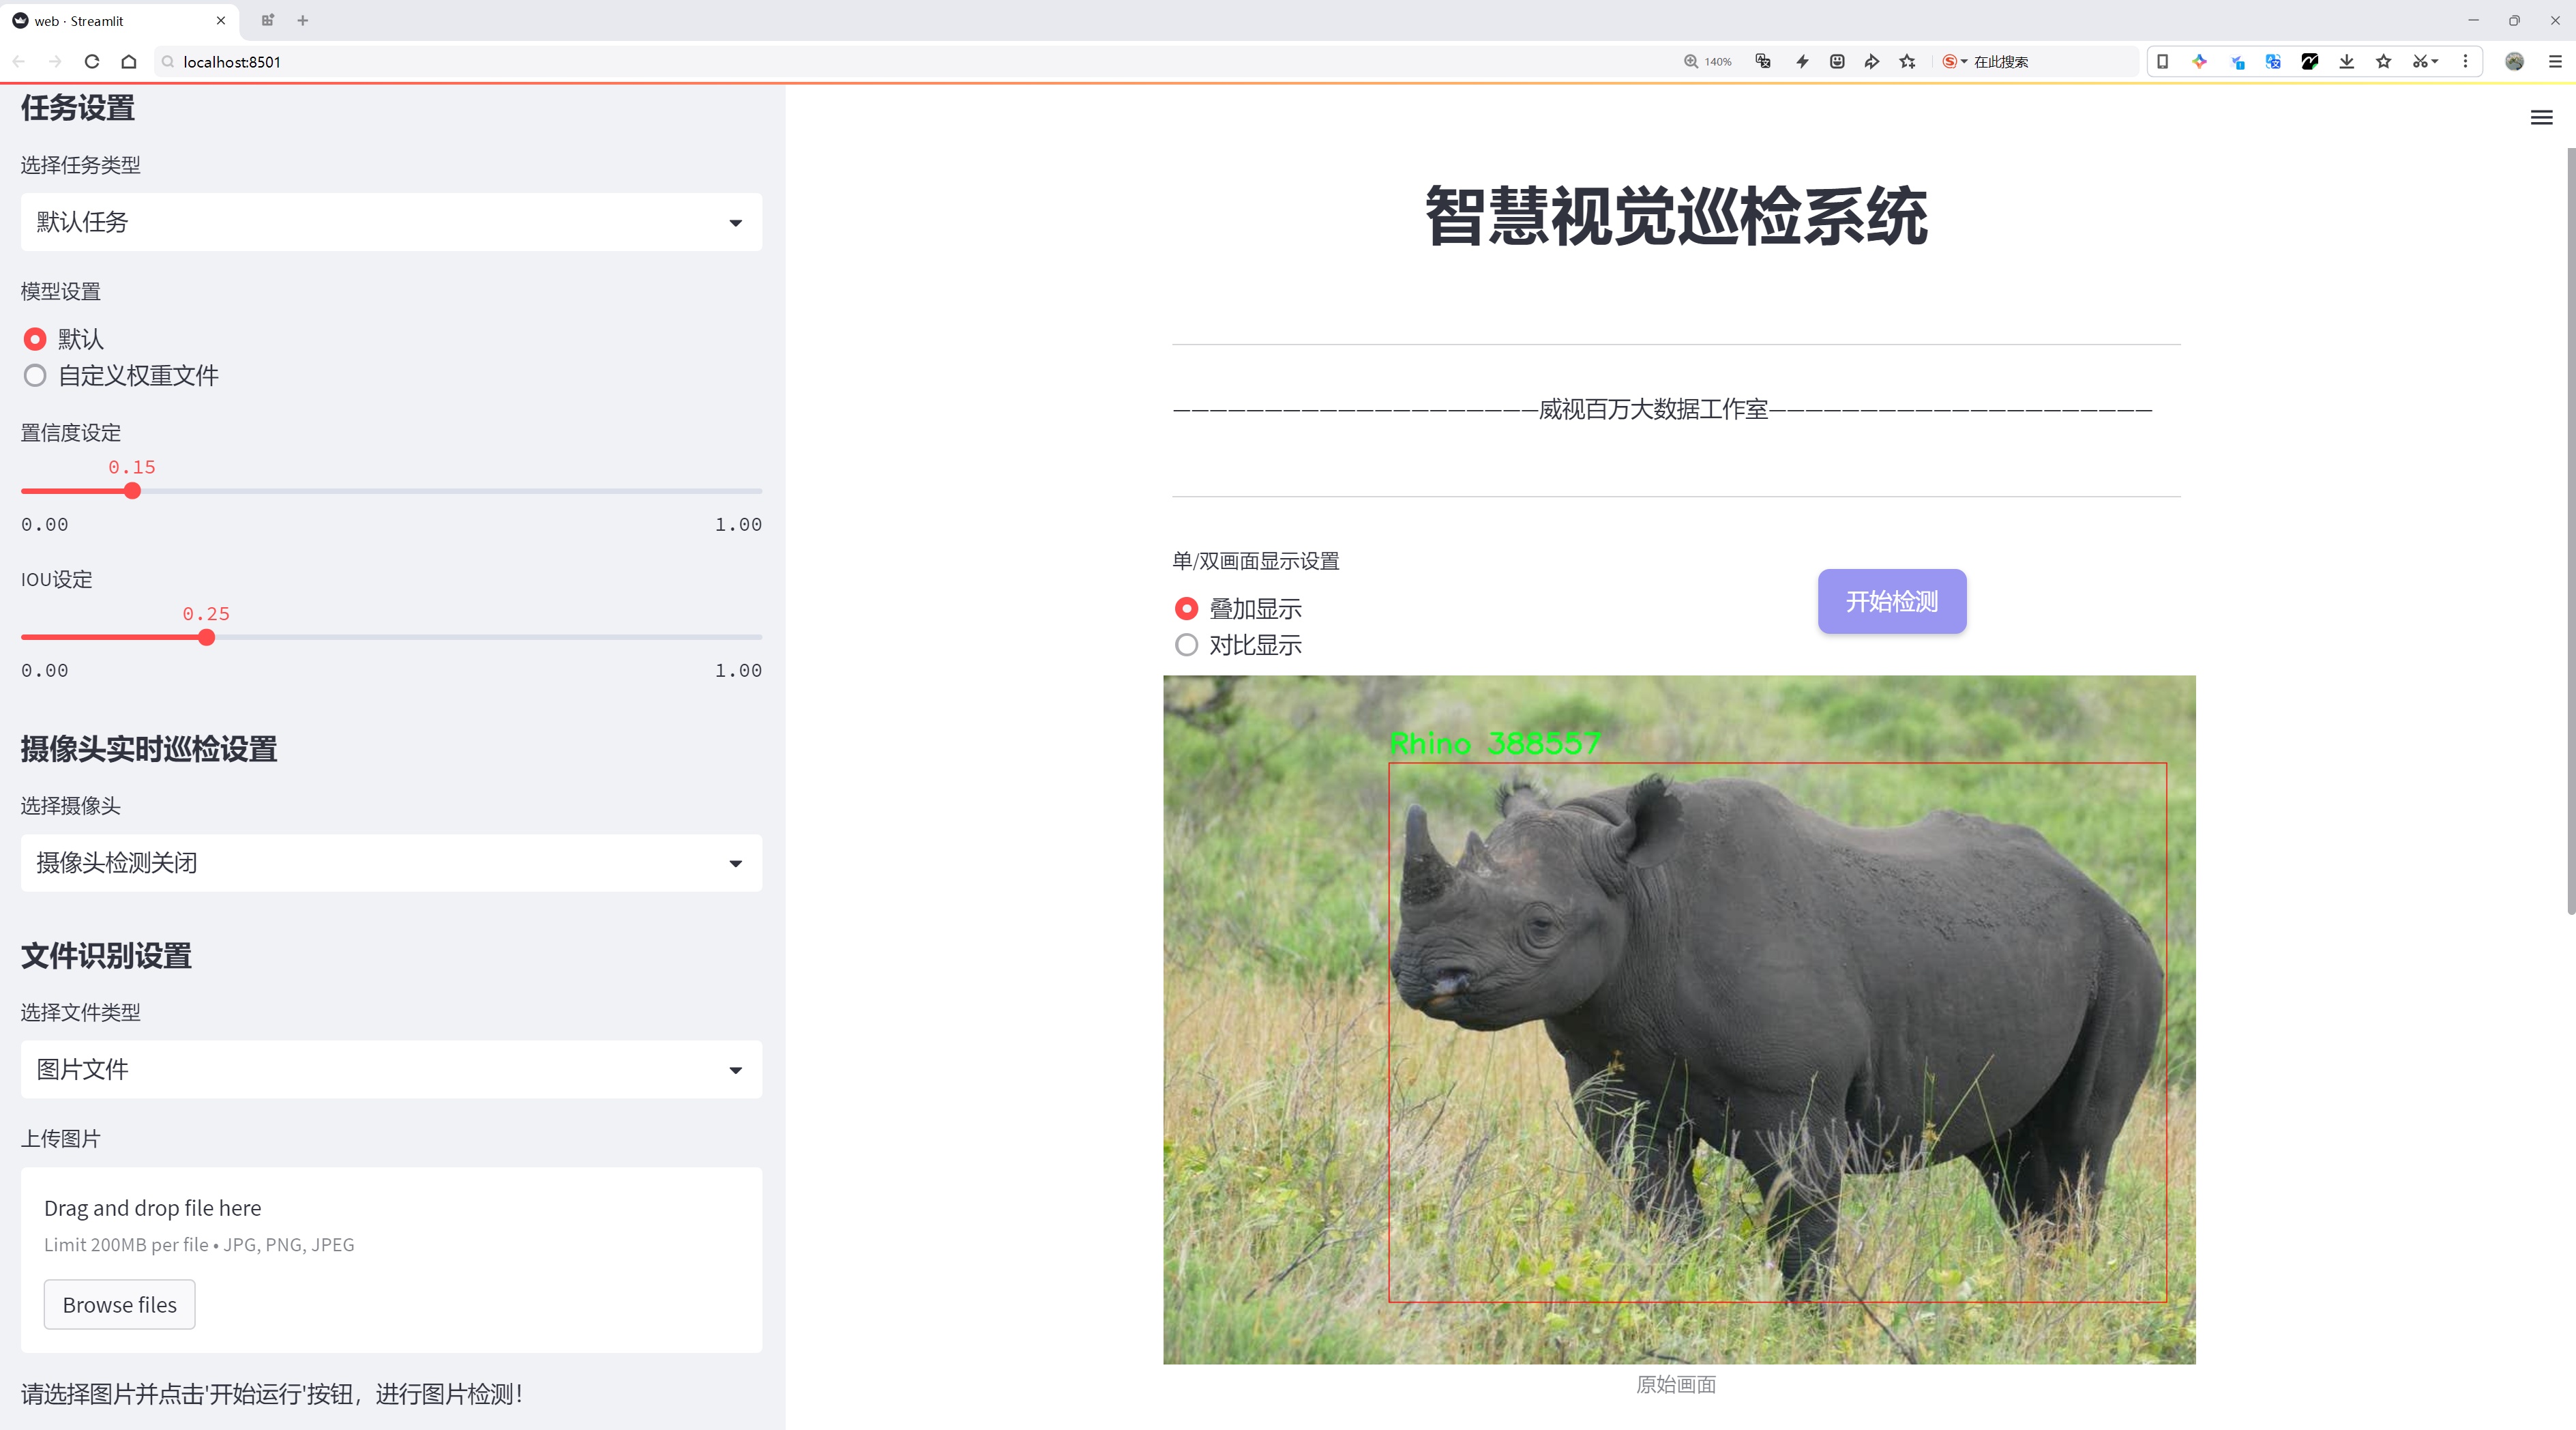 web · Streamlit
localhost:8501
140%
在此搜索
任务设置
选择任务类型
默认任务
模型设置
默认
自定义权重文件
置信度设定
0.15
0.00
1.00
IOU设定
0.25
0.00
1.00
摄像头实时巡检设置
选择摄像头
摄像头检测关闭
文件识别设置
选择文件类型
图片文件
上传图片
Drag and drop file here
Limit 200MB per file • JPG, PNG, JPEG
Browse files
请选择图片并点击'开始运行'按钮，进行图片检测！
智慧视觉巡检系统
————————————————————威视百万大数据工作室—————————————————————
单/双画面显示设置
叠加显示
对比显示
开始检测
Rhino 388557
原始画面